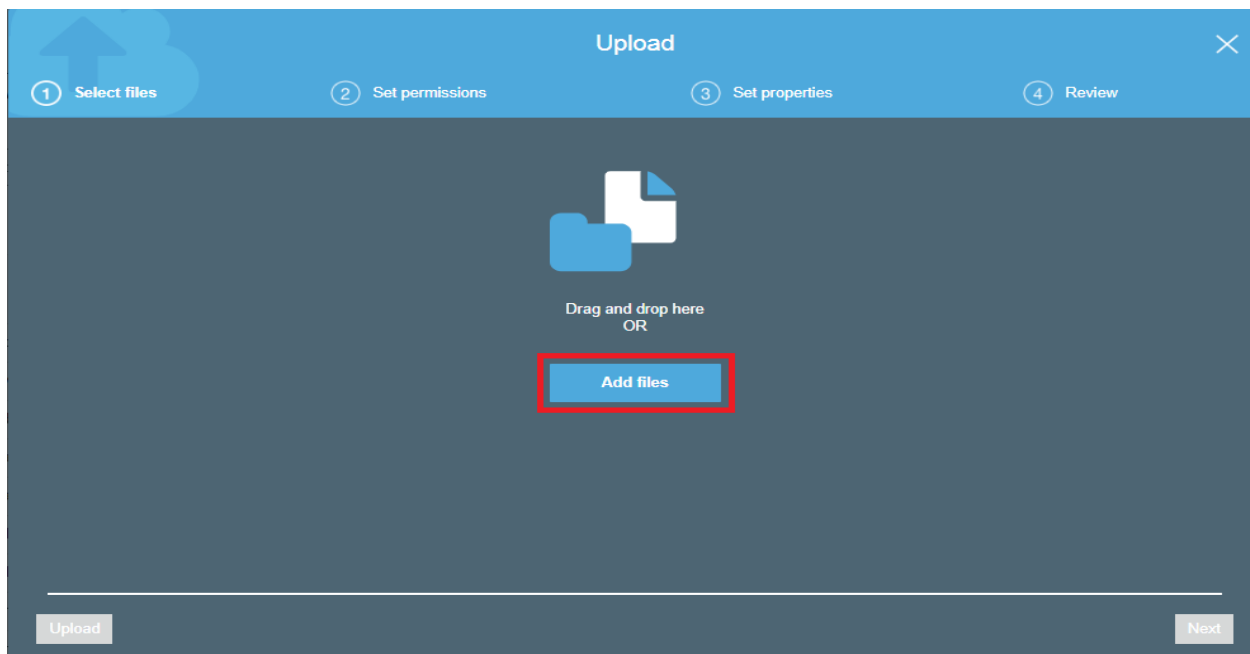 Upload
1 Select files
2 Set permissions
3 Set properties
4 Review
Drag and drop here
OR
Add files
Upload
Next